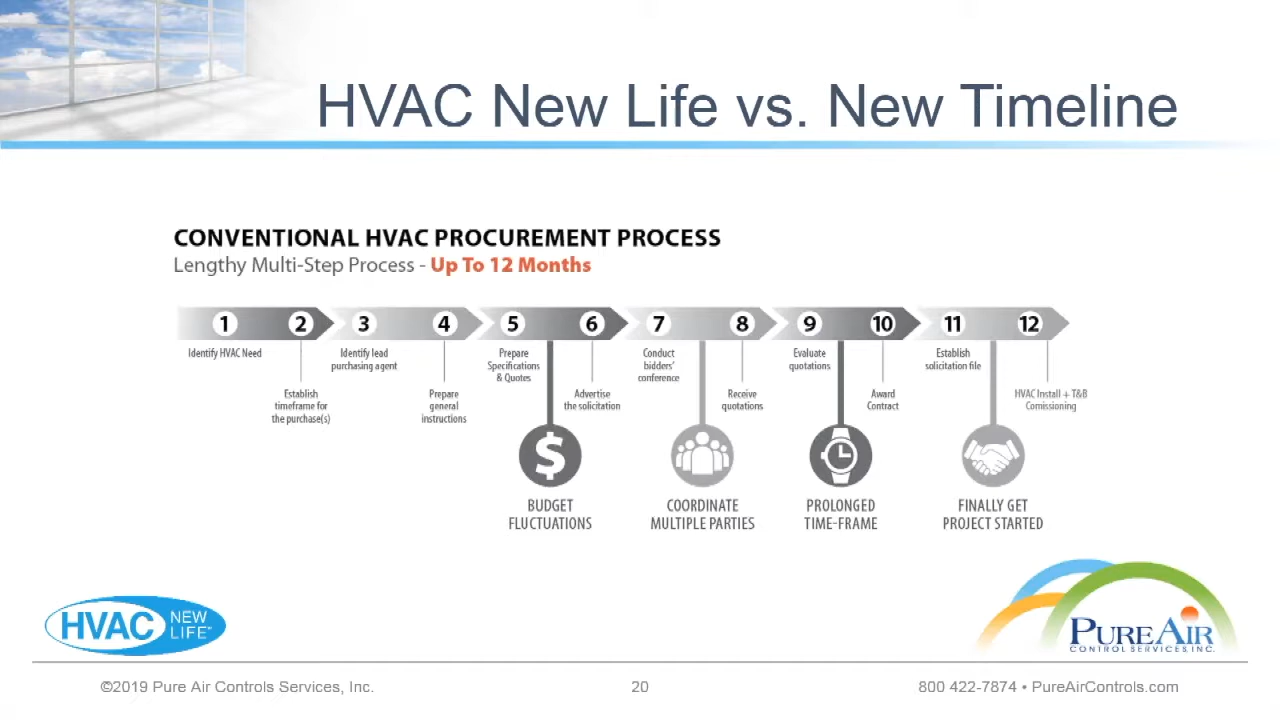 HVAC New Life vs. New Timeline
CONVENTIONAL HVAC PROCUREMENT PROCESS
Lengthy Multi-Step Process - Up To 12 Months
1 2 3 4 5 6 7 8 9 10 11 12
Identify HVAC Need
Establish
timeframe for
the purchase(s)
Identify lead
purchasing agent
Prepare
general
instructions
Prepare
Specifications
& Quotes
Advertise
the solicitation
Conduct
bidders'
conference
Receive
quotations
Evaluate
quotations
Award
Contract
Establish
solicitation file
HVAC Install + T&B
Comissioning
$
BUDGET
FLUCTUATIONS
COORDINATE
MULTIPLE PARTIES
PROLONGED
TIME-FRAME
FINALLY GET
PROJECT STARTED
HVAC NEW
LIFE™
PURE AIR
CONTROL SERVICES, INC.
©2019 Pure Air Controls Services, Inc.
20
800 422-7874 • PureAirControls.com